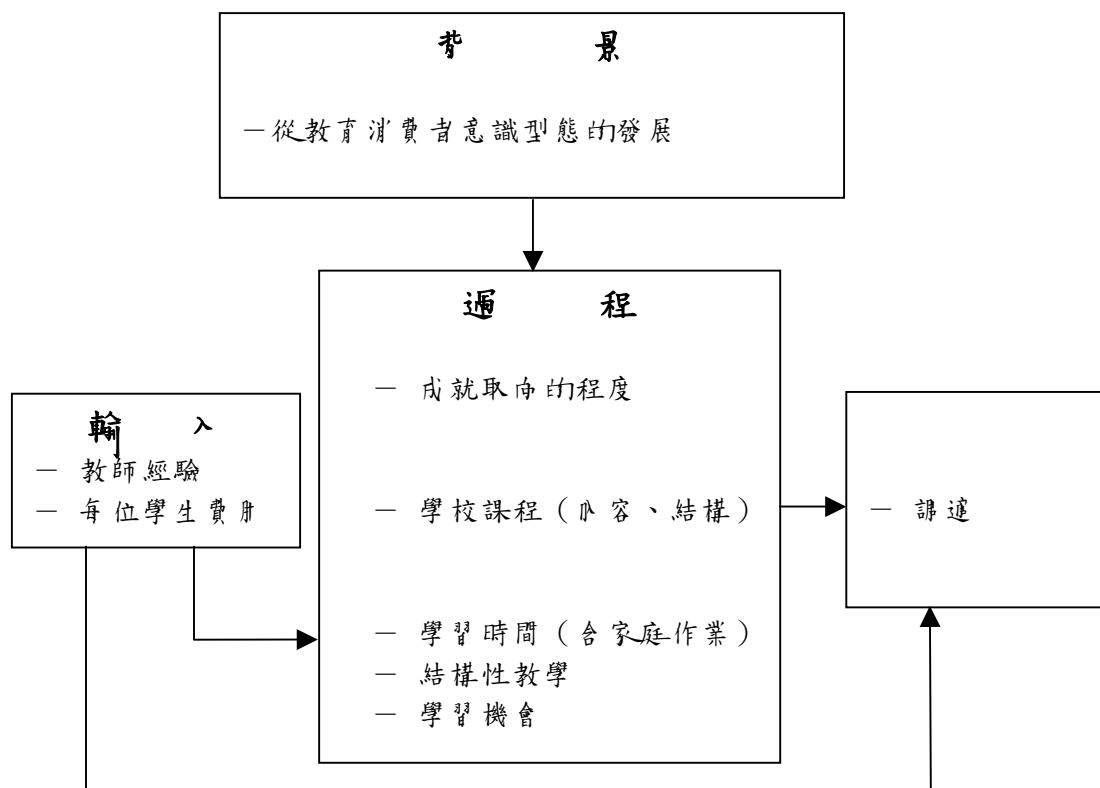 背 景
－從教育消費者意識型態的發展
過 程
－ 成就取向的程度
輸 入
－ 教師經驗
－ 每位學生費用
－ 學校課程（內容、結構）
－ 學習時間（含家庭作業）
－ 結構性教學
－ 學習機會